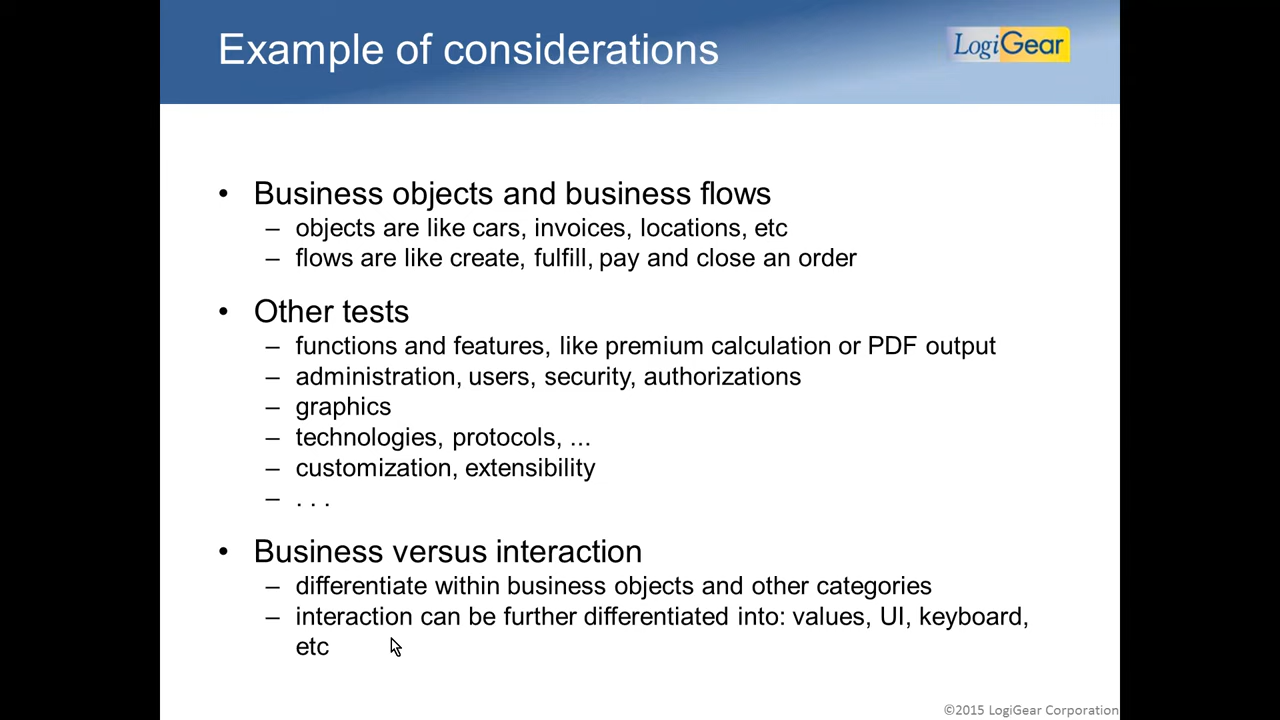 Example of considerations
LogiGear
• Business objects and business flows
– objects are like cars, invoices, locations, etc
– flows are like create, fulfill, pay and close an order
• Other tests
– functions and features, like premium calculation or PDF output
– administration, users, security, authorizations
– graphics
– technologies, protocols, ...
– customization, extensibility
– . . .
• Business versus interaction
– differentiate within business objects and other categories
– interaction can be further differentiated into: values, UI, keyboard,
etc
©2015 LogiGear Corporation